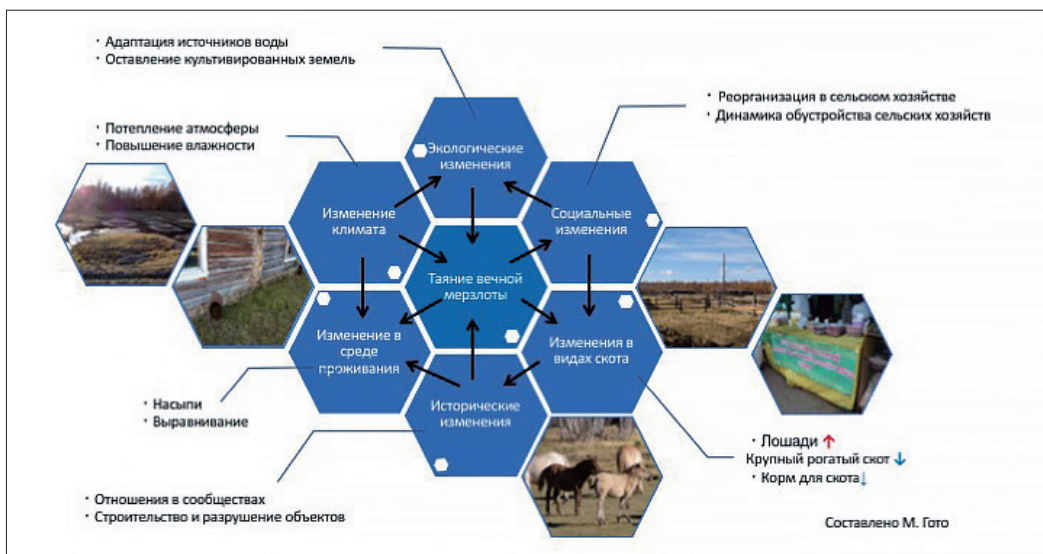 · Адаптация источников воды
· Оставление культивированных земель
· Реорганизация в сельском хозяйстве
· Динамика обустройства сельских хозяйств
· Потепление атмосферы
· Повышение влажности
Экологические
изменения
Изменение
климата
Социальные
изменения
Таяние вечной
мерзлоты
Изменение в
среде
проживания
Изменения в
видах скота
Исторические
изменения
· Насыпи
· Выравнивание
· Лошади ↑
Крупный рогатый скот ↓
· Корм для скота↓
· Отношения в сообществах
· Строительство и разрушение объектов
Составлено М. Гото